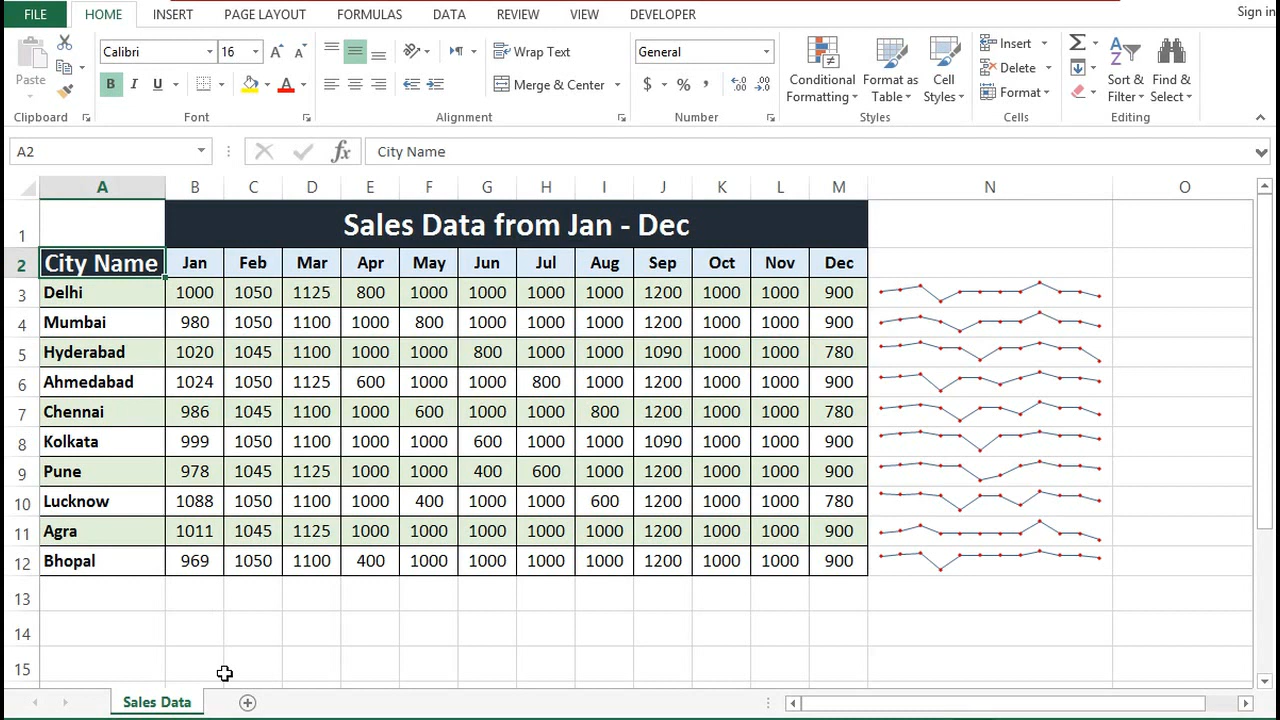 FILE HOME INSERT PAGE LAYOUT FORMULAS DATA REVIEW VIEW DEVELOPER Sign in
Calibri 16 A A Wrap Text General Insert
Paste Conditional Format as Cell Delete Sort & Find &
B I U A Merge & Center $ % , Formatting Table Styles Format Filter Select
Clipboard Font Alignment Number Styles Cells Editing
A2 fx City Name
A B C D E F G H I J K L M N O
1 Sales Data from Jan - Dec
2 City Name Jan Feb Mar Apr May Jun Jul Aug Sep Oct Nov Dec
3 Delhi 1000 1050 1125 800 1000 1000 1000 1000 1200 1000 1000 900
4 Mumbai 980 1050 1100 1000 800 1000 1000 1000 1200 1000 1000 900
5 Hyderabad 1020 1045 1100 1000 1000 800 1000 1000 1090 1000 1000 780
6 Ahmedabad 1024 1050 1125 600 1000 1000 800 1000 1200 1000 1000 900
7 Chennai 986 1045 1100 1000 600 1000 1000 800 1200 1000 1000 780
8 Kolkata 999 1050 1100 1000 1000 600 1000 1000 1090 1000 1000 900
9 Pune 978 1045 1125 1000 1000 400 600 1000 1200 1000 1000 900
10 Lucknow 1088 1050 1100 1000 400 1000 1000 600 1200 1000 1000 780
11 Agra 1011 1045 1125 1000 1000 1000 1000 1000 1200 1000 1000 900
12 Bhopal 969 1050 1100 400 1000 1000 1000 1000 1200 1000 1000 900
13
14
15
Sales Data